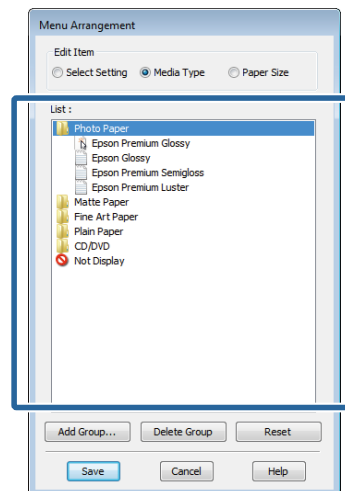 Menu Arrangement
Edit Item
Select Setting Media Type Paper Size
List :
Photo Paper
Epson Premium Glossy
Epson Glossy
Epson Premium Semigloss
Epson Premium Luster
Matte Paper
Fine Art Paper
Plain Paper
CD/DVD
Not Display
Add Group... Delete Group Reset
Save Cancel Help